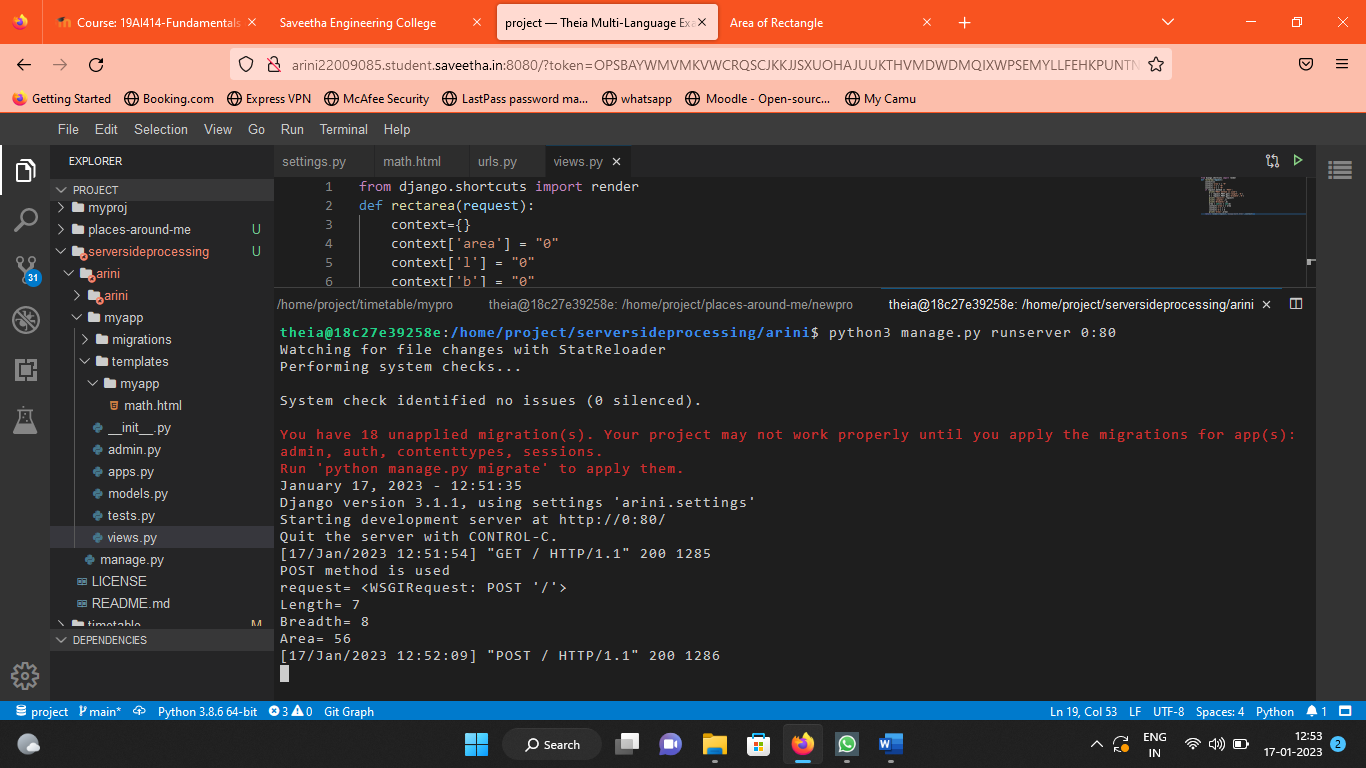 Course: 19AI414-Fundamentals
Saveetha Engineering College
project — Theia Multi-Language Exa
Area of Rectangle
arini22009085.student.saveetha.in:8080/?token=OPSBAYWMVMKVWCRQSCJKKJJSXUOHAJUUKTHVMDWDMQIXWPSEMYLLFEHKPUNTN
Getting Started
Booking.com
Express VPN
McAfee Security
LastPass password ma...
whatsapp
Moodle - Open-sourc...
My Camu
File Edit Selection View Go Run Terminal Help
EXPLORER
PROJECT
myproj
places-around-me U
serversideprocessing U
arini
arini
myapp
migrations
templates
myapp
math.html
__init__.py
admin.py
apps.py
models.py
tests.py
views.py
manage.py
LICENSE
README.md
timetable M
DEPENDENCIES
31
settings.py math.html urls.py views.py
1 from django.shortcuts import render
2 def rectarea(request):
3 context={}
4 context['area'] = "0"
5 context['l'] = "0"
6 context['b'] = "0"
/home/project/timetable/mypro
theia@18c27e39258e: /home/project/places-around-me/newpro
theia@18c27e39258e: /home/project/serversideprocessing/arini
theia@18c27e39258e:/home/project/serversideprocessing/arini$ python3 manage.py runserver 0:80
Watching for file changes with StatReloader
Performing system checks...
System check identified no issues (0 silenced).
You have 18 unapplied migration(s). Your project may not work properly until you apply the migrations for app(s):
admin, auth, contenttypes, sessions.
Run 'python manage.py migrate' to apply them.
January 17, 2023 - 12:51:35
Django version 3.1.1, using settings 'arini.settings'
Starting development server at http://0:80/
Quit the server with CONTROL-C.
[17/Jan/2023 12:51:54] "GET / HTTP/1.1" 200 1285
POST method is used
request= <WSGIRequest: POST '/'>
Length= 7
Breadth= 8
Area= 56
[17/Jan/2023 12:52:09] "POST / HTTP/1.1" 200 1286
project main* Python 3.8.6 64-bit 3 0 Git Graph
Ln 19, Col 53 LF UTF-8 Spaces: 4 Python 1
Search
ENG
IN
12:53
17-01-2023
2